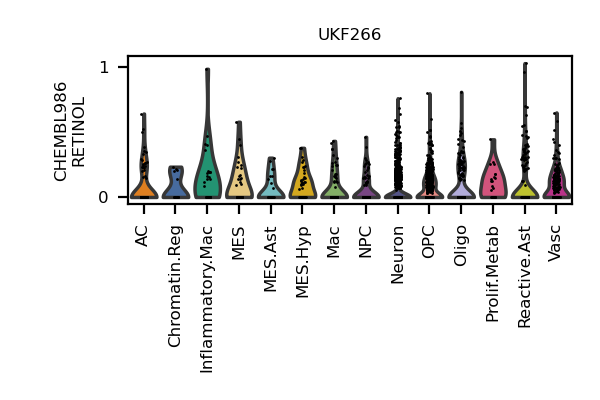 UKF266
CHEMBL986
RETINOL
1
0
AC
Chromatin.Reg
Inflammatory.Mac
MES
MES.Ast
MES.Hyp
Mac
NPC
Neuron
OPC
Oligo
Prolif.Metab
Reactive.Ast
Vasc